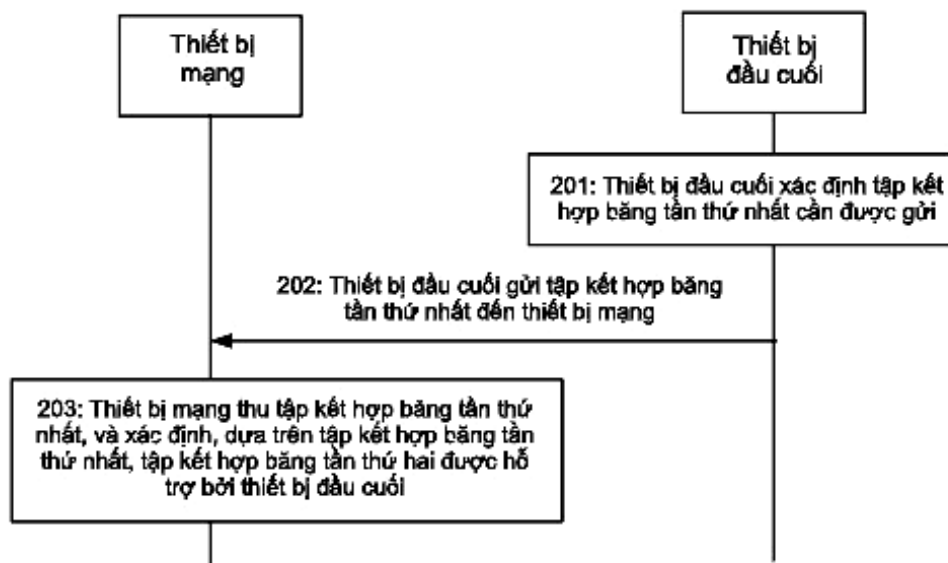 Thiết bị
mạng
Thiết bị
đầu cuối
201: Thiết bị đầu cuối xác định tập kết
hợp băng tần thứ nhất cần được gửi
202: Thiết bị đầu cuối gửi tập kết hợp băng
tần thứ nhất đến thiết bị mạng
203: Thiết bị mạng thu tập kết hợp băng tần thứ
nhất, và xác định, dựa trên tập kết hợp băng tần
thứ nhất, tập kết hợp băng tần thứ hai được hỗ
trợ bởi thiết bị đầu cuối